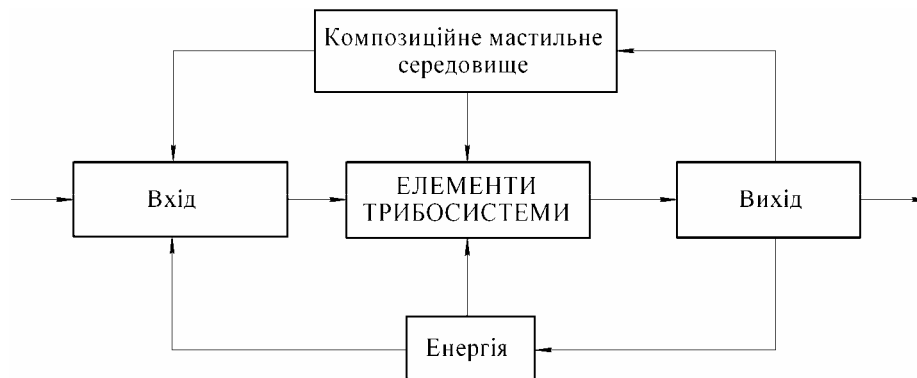 Композиційне мастильне
середовище
Вхід
ЕЛЕМЕНТИ
ТРИБОСИСТЕМИ
Вихід
Енергія